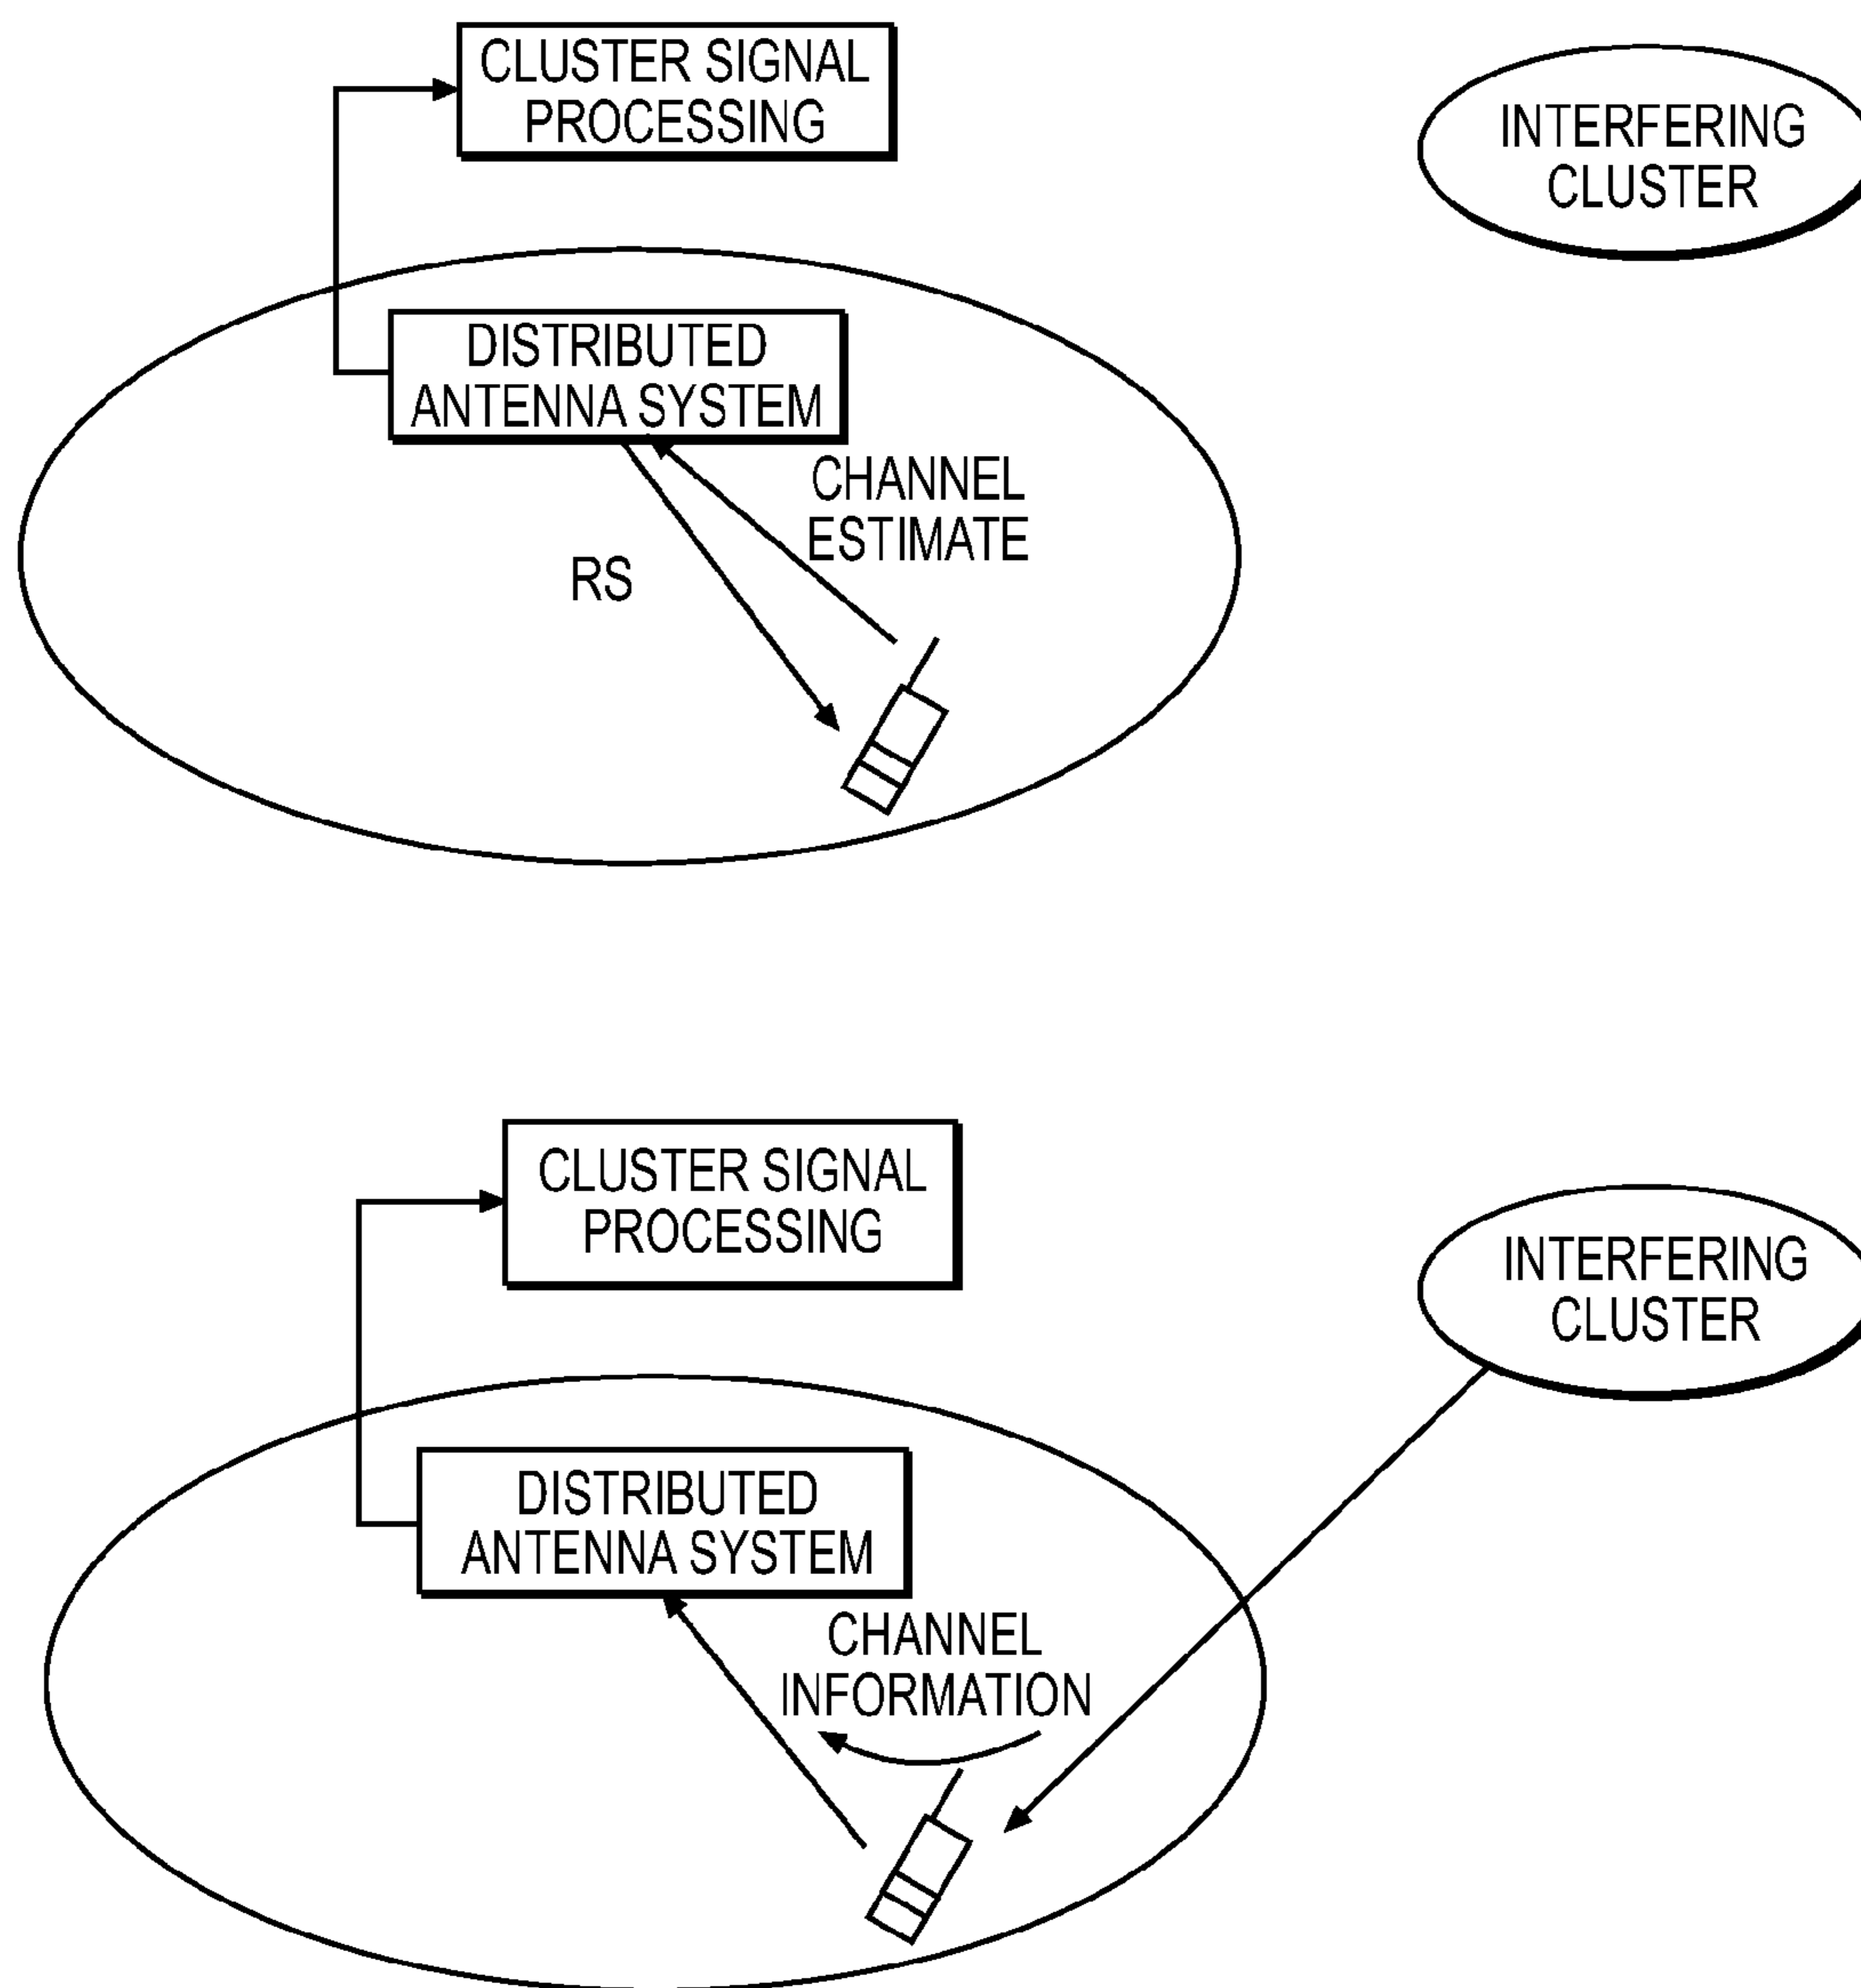 CLUSTER SIGNAL
PROCESSING
INTERFERING
CLUSTER
DISTRIBUTED
ANTENNA SYSTEM
CHANNEL
ESTIMATE
RS
CLUSTER SIGNAL
PROCESSING
INTERFERING
CLUSTER
DISTRIBUTED
ANTENNA SYSTEM
CHANNEL
INFORMATION